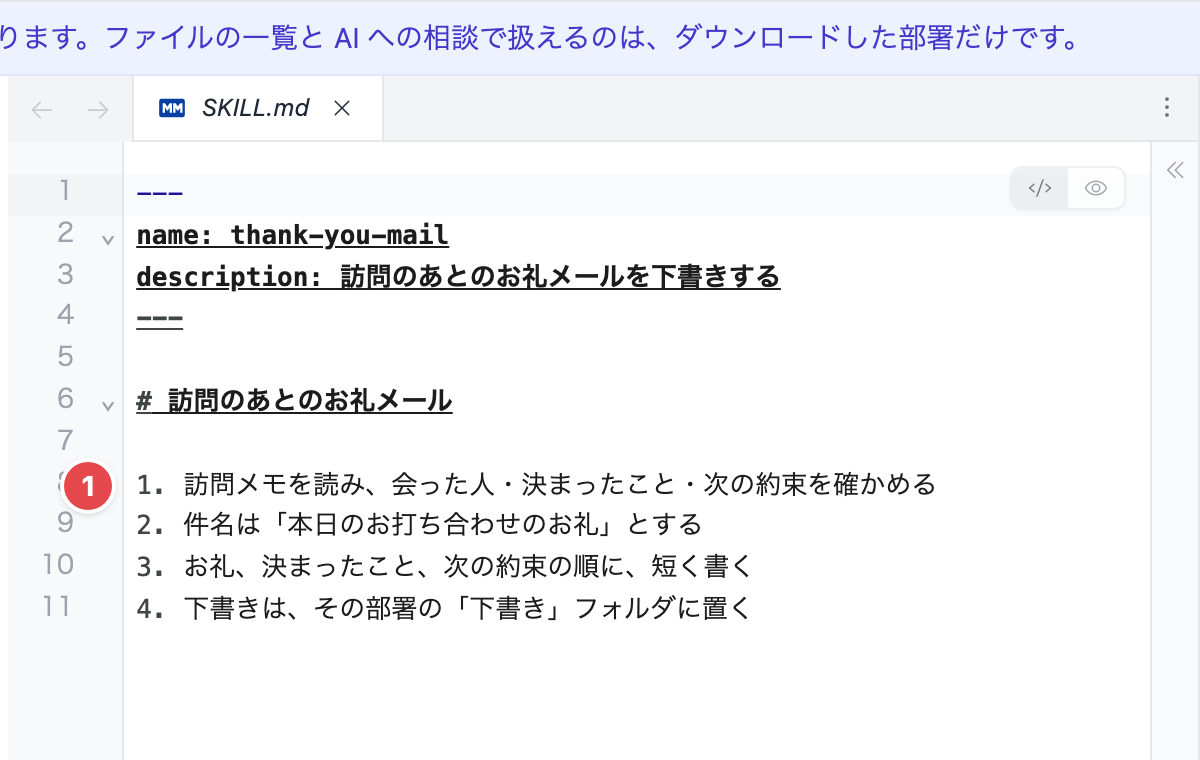 ります。ファイルの一覧と AI への相談で扱えるのは、ダウンロードした部署だけです。
SKILL.md
1 ---
2 name: thank-you-mail
3 description: 訪問のあとのお礼メールを下書きする
4 ---
5
6 # 訪問のあとのお礼メール
7
1 1. 訪問メモを読み、会った人・決まったこと・次の約束を確かめる
9 2. 件名は「本日のお打ち合わせのお礼」とする
10 3. お礼、決まったこと、次の約束の順に、短く書く
11 4. 下書きは、その部署の「下書き」フォルダに置く